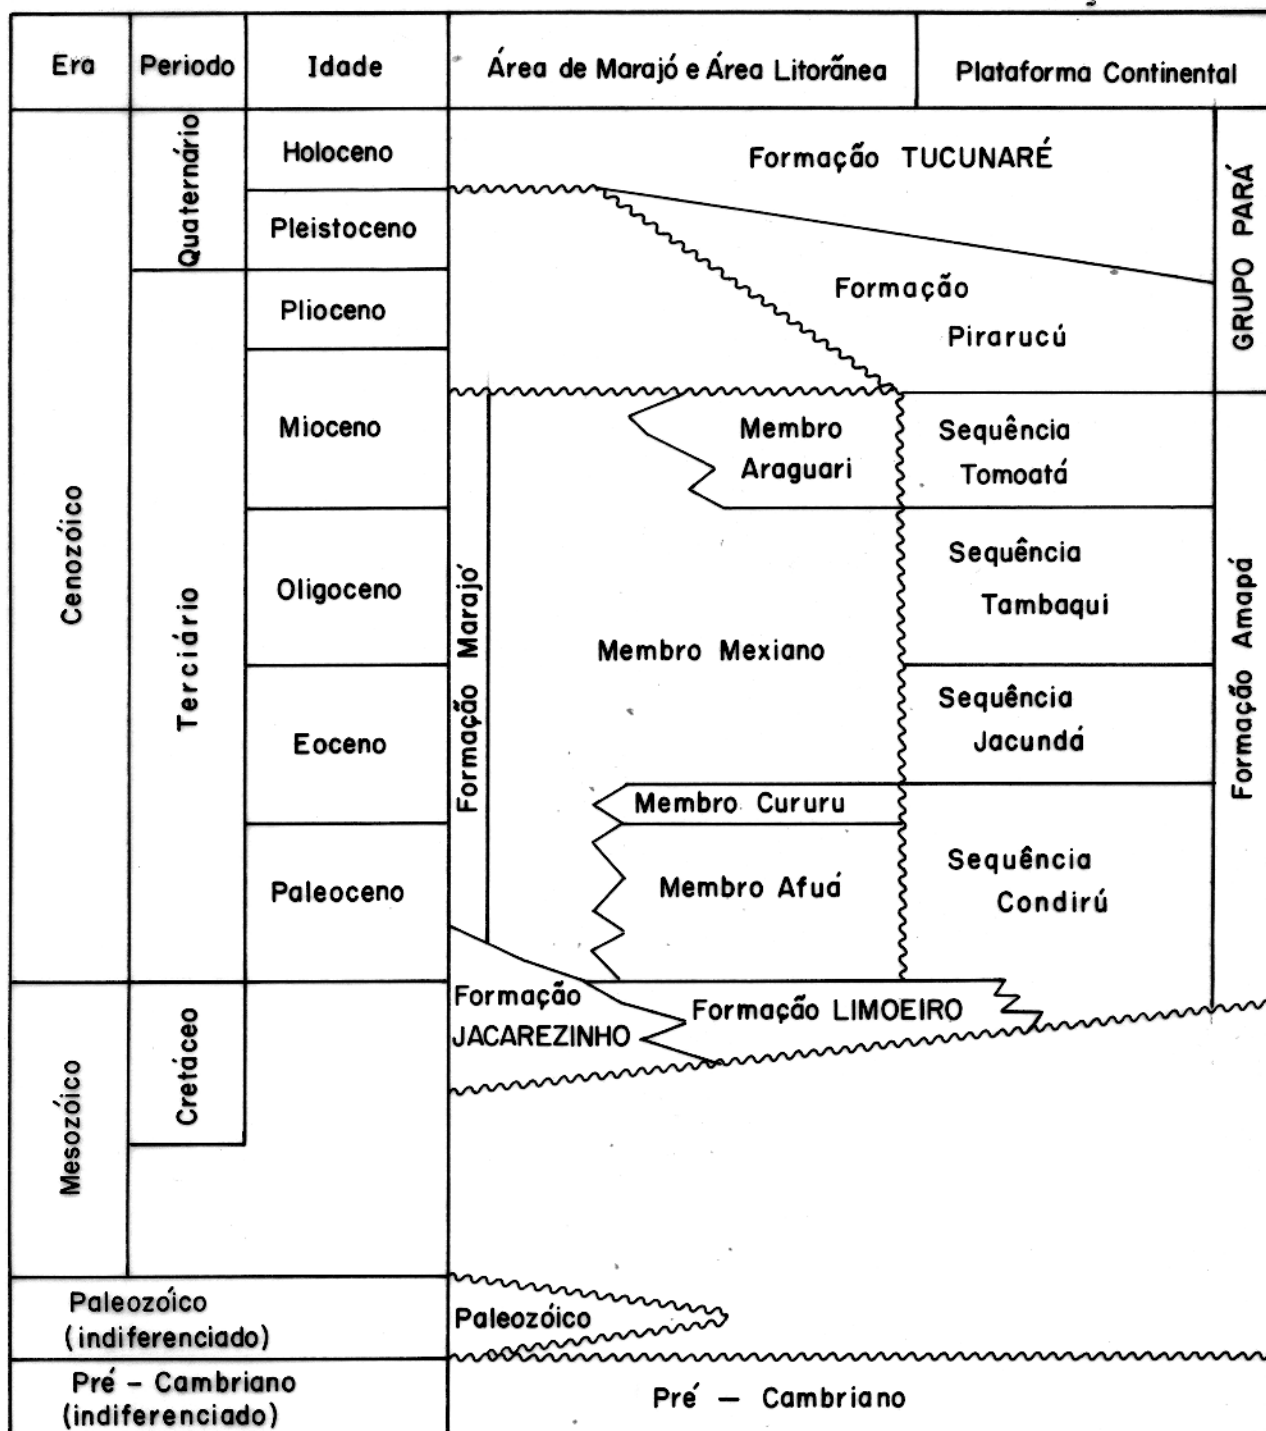 Era
Periodo
Idade
Área de Marajó e Área Litorãnea
Plataforma Continental
Cenozóico
Quaternário
Holoceno
Formação TUCUNARÉ
GRUPO PARÁ
Pleistoceno
Terciário
Plioceno
Formação
Pirarucú
Mioceno
Membro
Araguari
Sequência
Tomoatá
Formação Marajó
Formação Amapá
Oligoceno
Membro Mexiano
Sequência
Tambaqui
Eoceno
Sequência
Jacundá
Membro Cururu
Paleoceno
Membro Afuá
Sequência
Condirú
Mesozóico
Cretáceo
Formação
JACAREZINHO
Formação LIMOEIRO
Paleozóico
(indiferenciado)
Paleozóico
Pré - Cambriano
(indiferenciado)
Pré - Cambriano